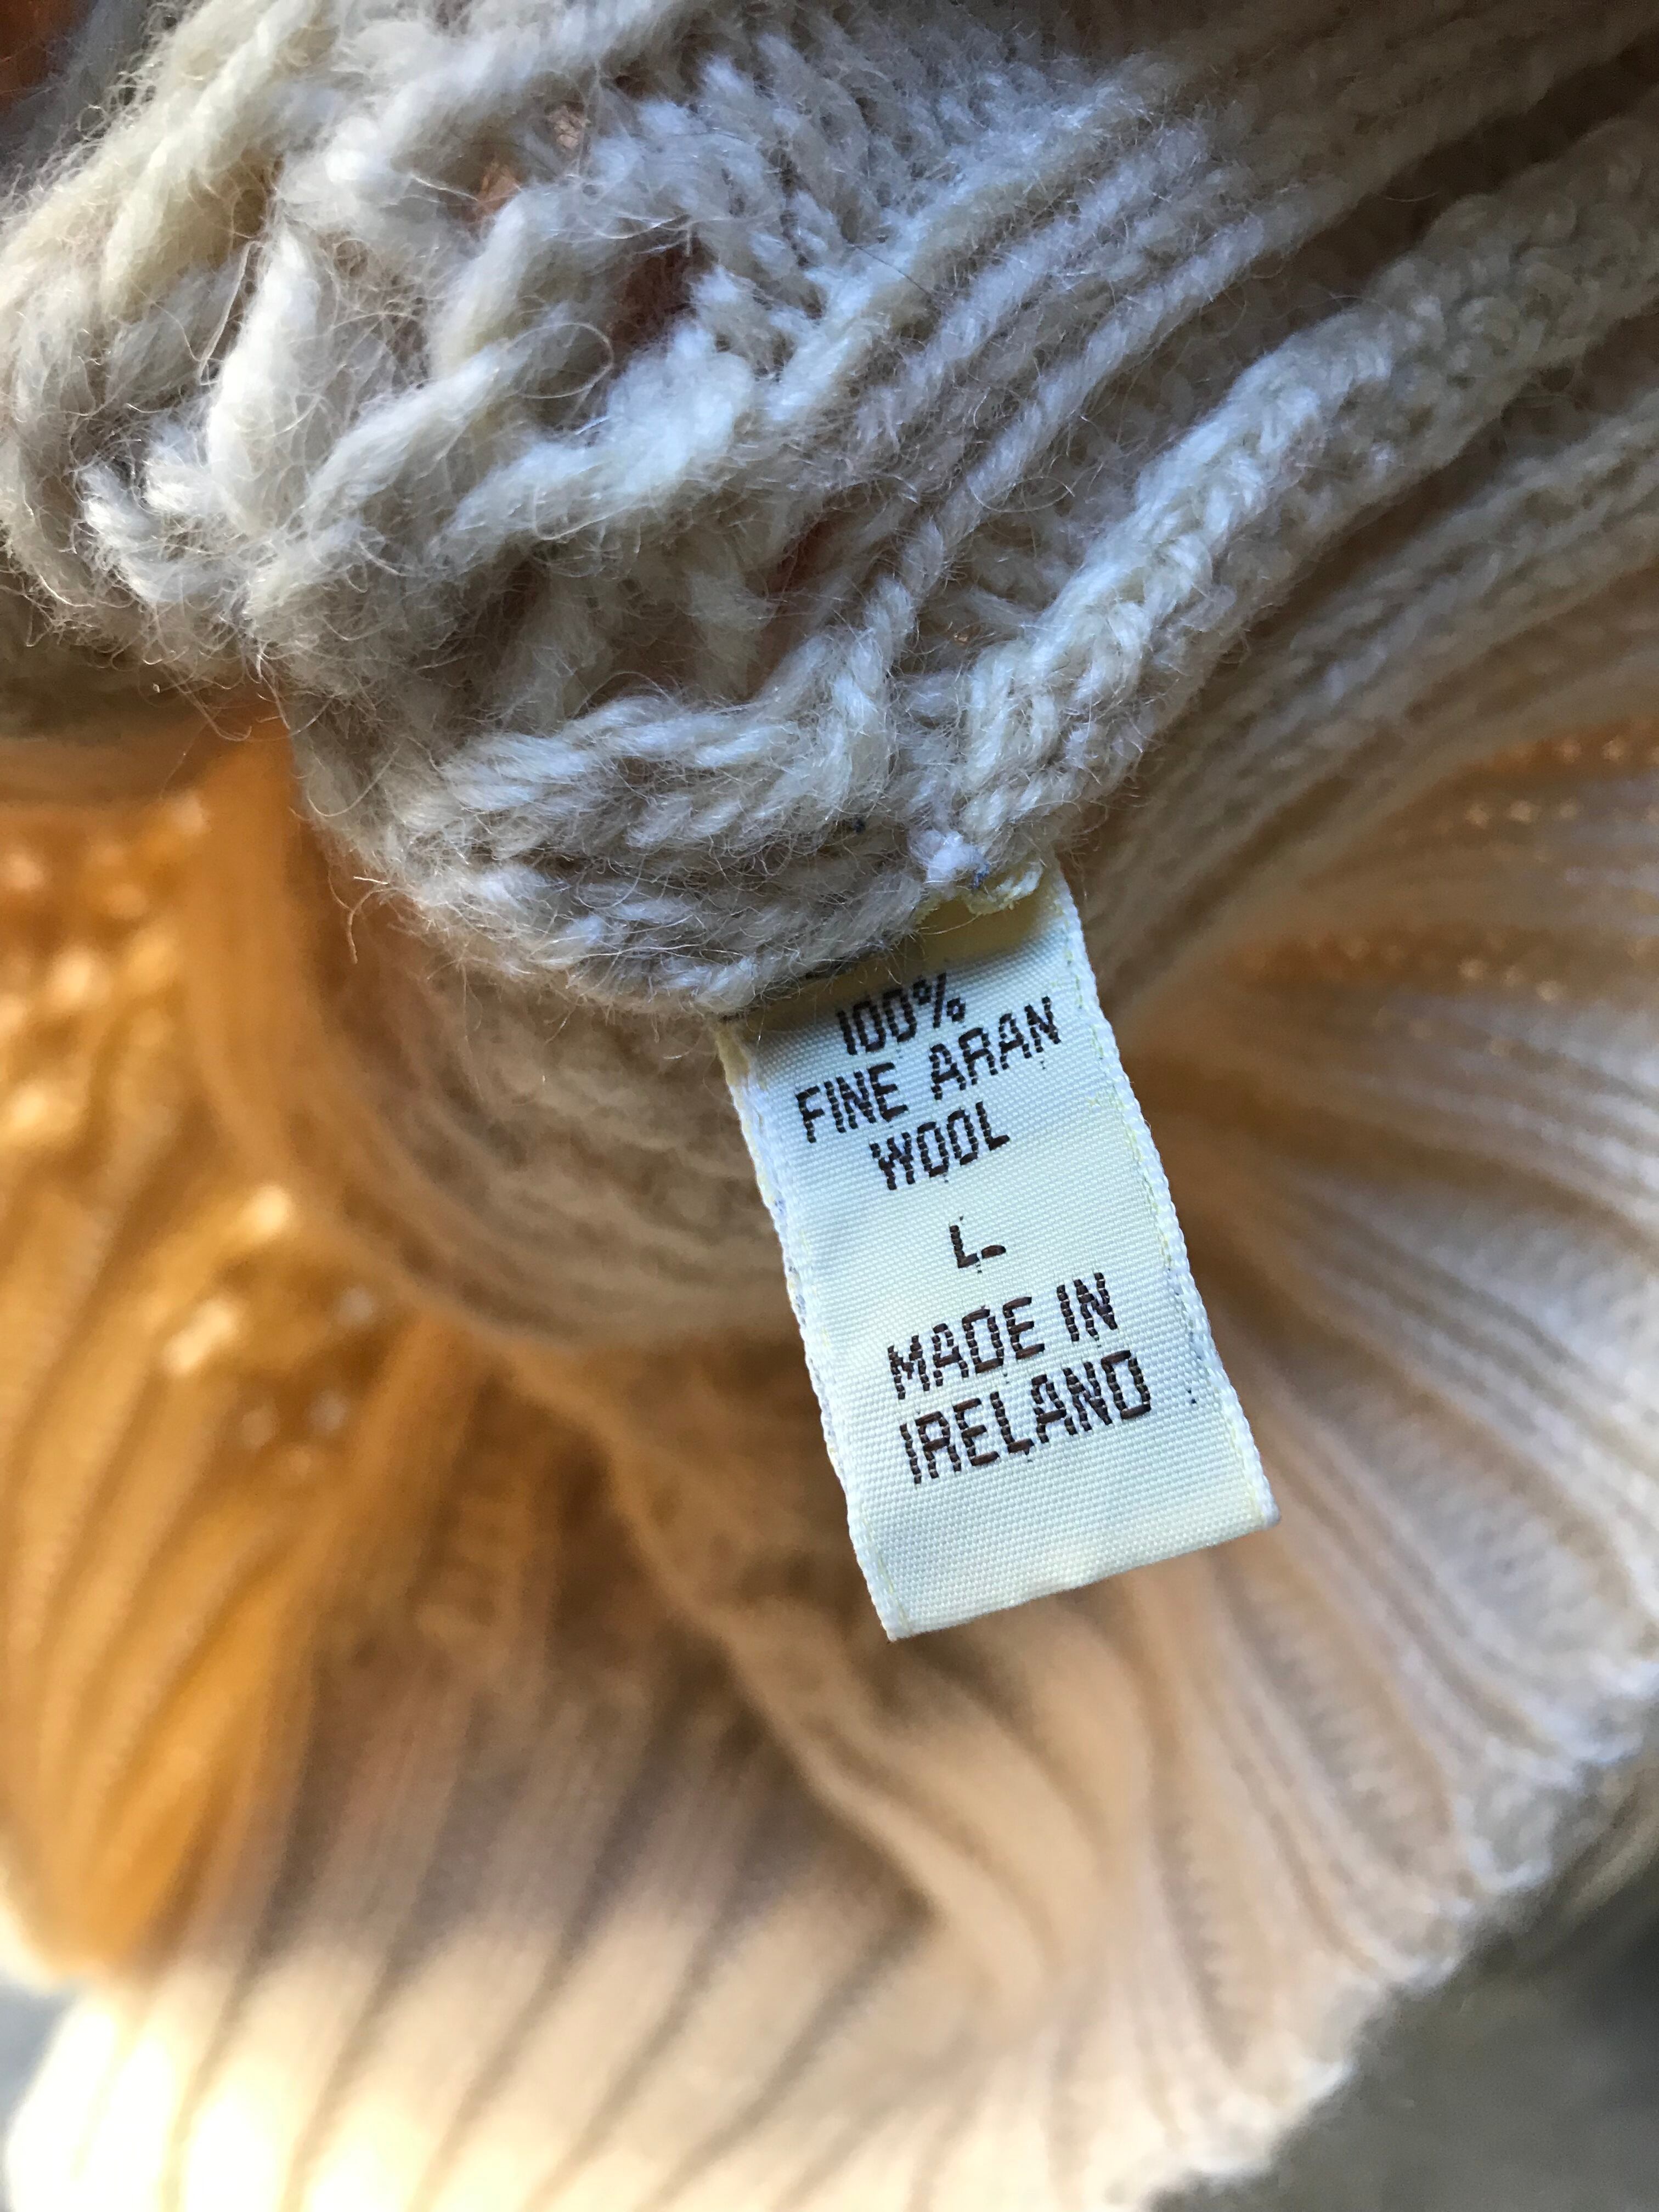 100%
FINE ARAN
WOOL
L
MADE IN
IRELAND